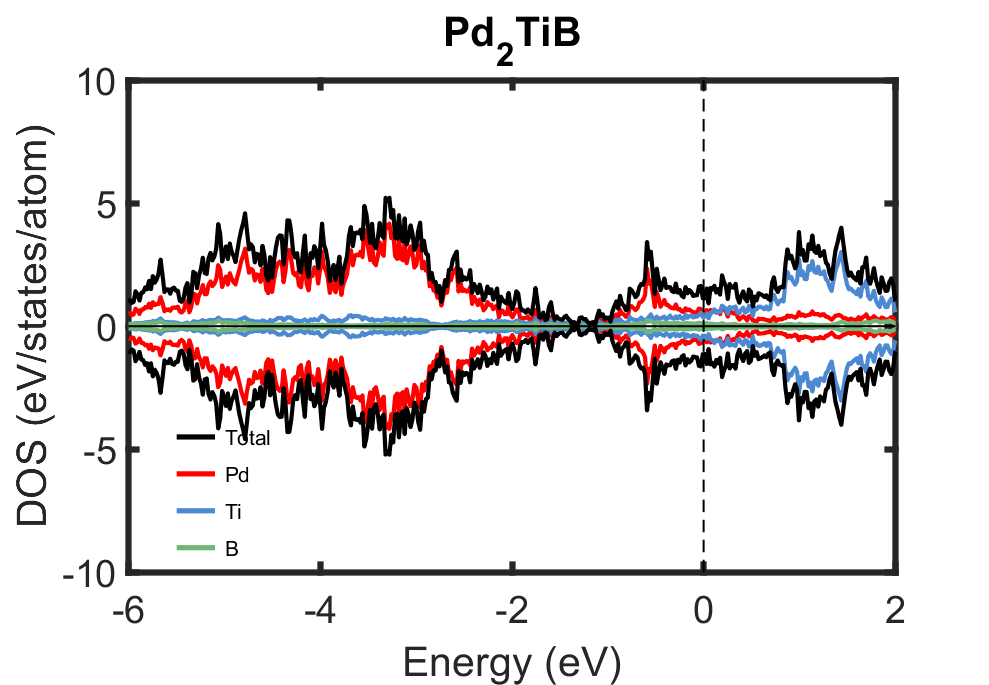 Pd₂TiB
10
5
0
-5
-10
DOS (eV/states/atom)
Total
Pd
Ti
B
-6 -4 -2 0 2
Energy (eV)